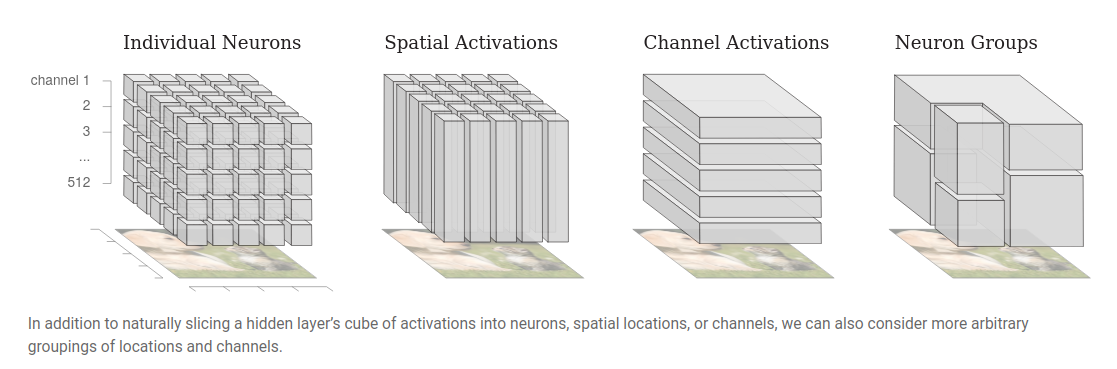 Individual Neurons
Spatial Activations
Channel Activations
Neuron Groups
channel 1
2
3
...
512
In addition to naturally slicing a hidden layer’s cube of activations into neurons, spatial locations, or channels, we can also consider more arbitrary
groupings of locations and channels.